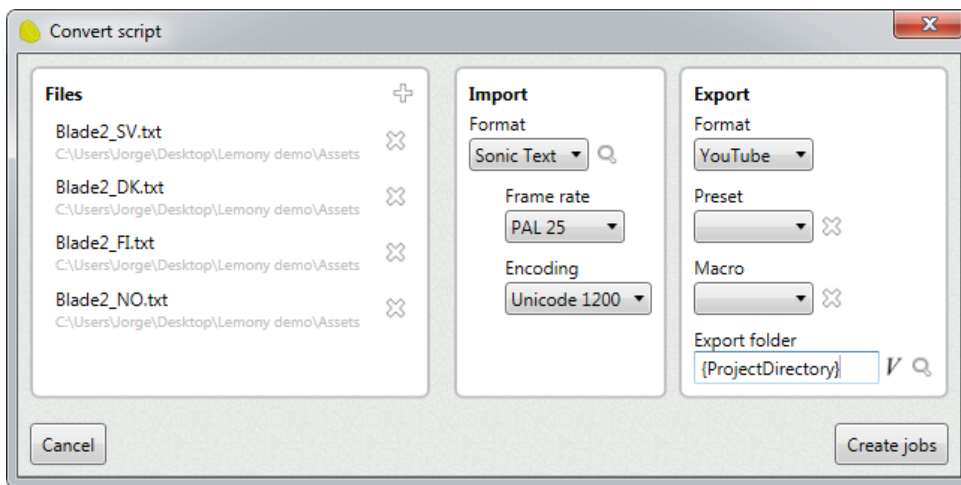 Convert script
Files
Blade2_SV.txt
C:\Users\Jorge\Desktop\Lemony demo\Assets
Blade2_DK.txt
C:\Users\Jorge\Desktop\Lemony demo\Assets
Blade2_FI.txt
C:\Users\Jorge\Desktop\Lemony demo\Assets
Blade2_NO.txt
C:\Users\Jorge\Desktop\Lemony demo\Assets
Import
Format
Sonic Text
Frame rate
PAL 25
Encoding
Unicode 1200
Export
Format
YouTube
Preset
Macro
Export folder
{ProjectDirectory} V
Cancel
Create jobs